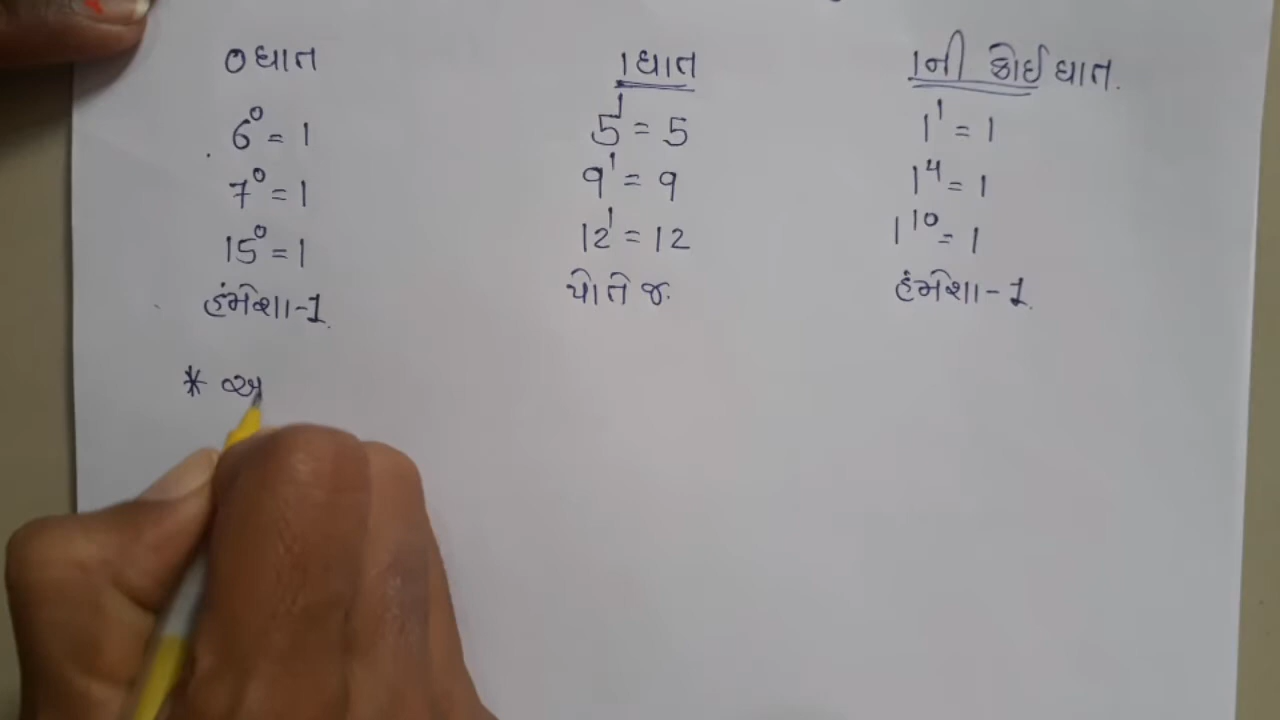 0 ઘાત
6⁰ = 1
7⁰ = 1
15⁰ = 1
હંમેશા - 1.
1 ઘાત
5¹ = 5
9¹ = 9
12¹ = 12
પોતે જ.
1ની કોઈ ઘાત.
1¹ = 1
1⁴ = 1
1¹⁰ = 1
હંમેશા - 1.
* અ